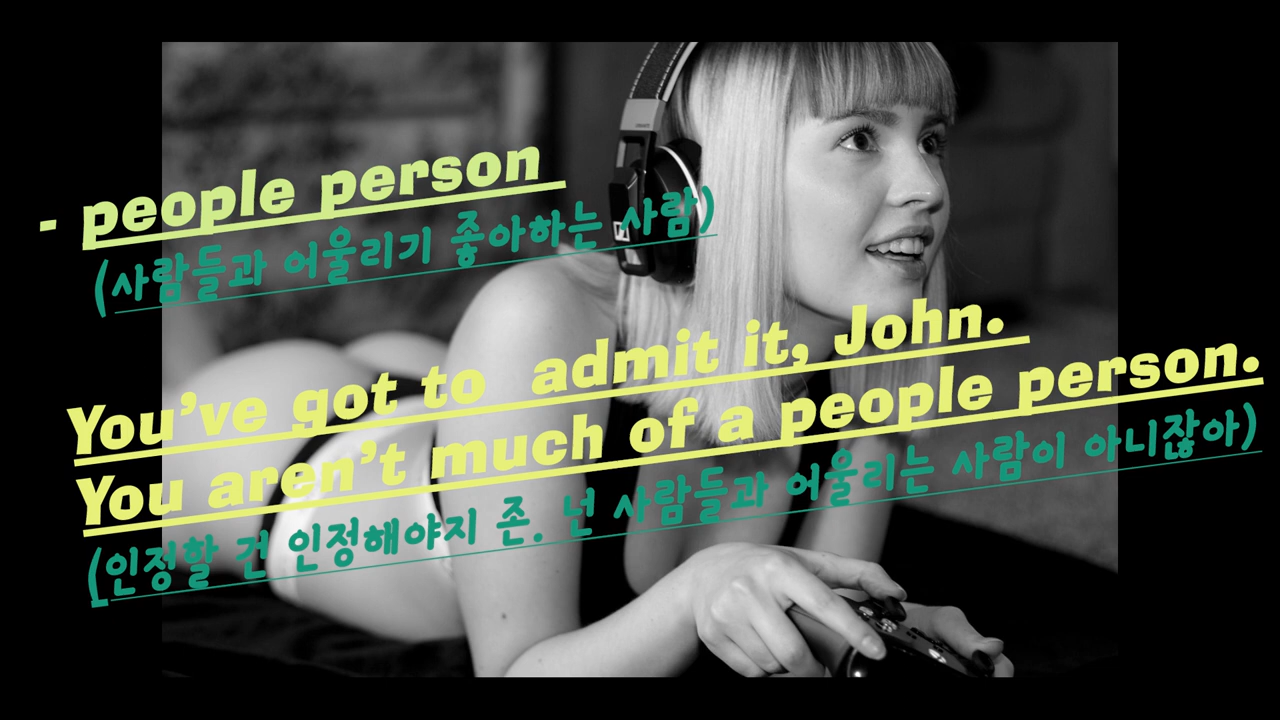 - people person
(사람들과 어울리기 좋아하는 사람)
You've got to  admit it, John.
You aren't much of a people person.
(인정할 건 인정해야지 존. 넌 사람들과 어울리는 사람이 아니잖아)